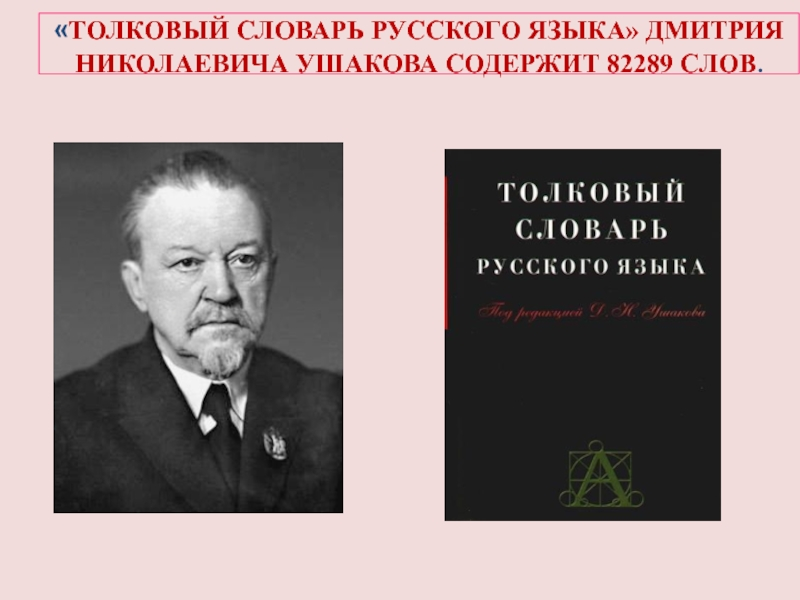 «ТОЛКОВЫЙ СЛОВАРЬ РУССКОГО ЯЗЫКА» ДМИТРИЯ
НИКОЛАЕВИЧА УШАКОВА СОДЕРЖИТ 82289 СЛОВ.
ТОЛКОВЫЙ
СЛОВАРЬ
РУССКОГО ЯЗЫКА
Под редакцией Д. Н. Ушакова
А